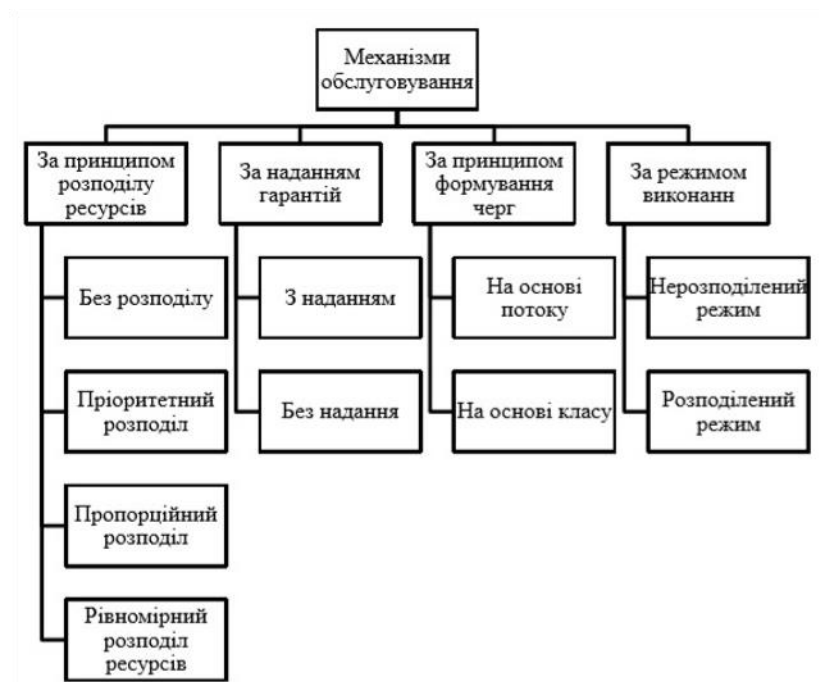 Механізми
обслуговування
За принципом
розподілу
ресурсів
За наданням
гарантій
За принципом
формування
черг
За режимом
виконанн
Без розподілу
З наданням
На основі
потоку
Нерозподілений
режим
Пріоритетний
розподіл
Без надання
На основі класу
Розподілений
режим
Пропорційний
розподіл
Рівномірний
розподіл
ресурсів